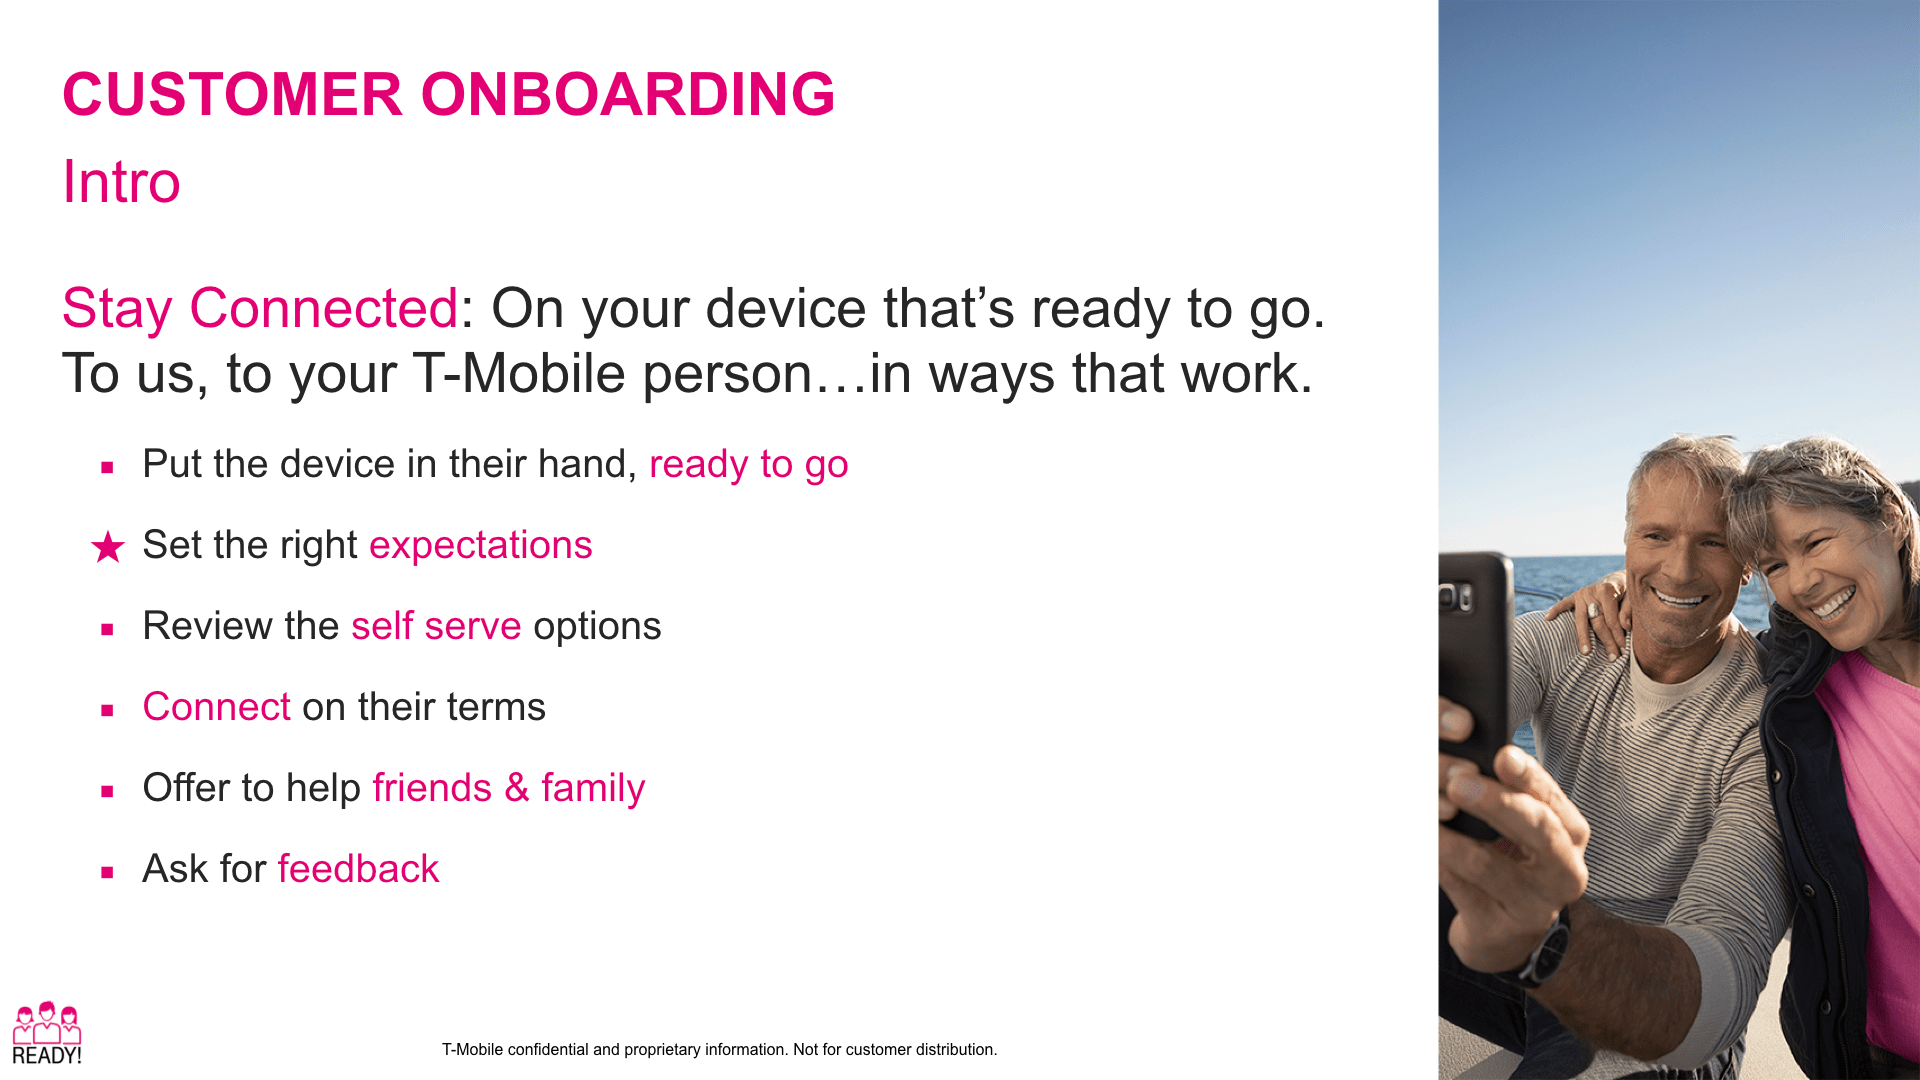 CUSTOMER ONBOARDING
Intro
Stay Connected: On your device that’s ready to go.
To us, to your T-Mobile person…in ways that work.
Put the device in their hand, ready to go
Set the right expectations
Review the self serve options
Connect on their terms
Offer to help friends & family
Ask for feedback
READY!
T-Mobile confidential and proprietary information. Not for customer distribution.